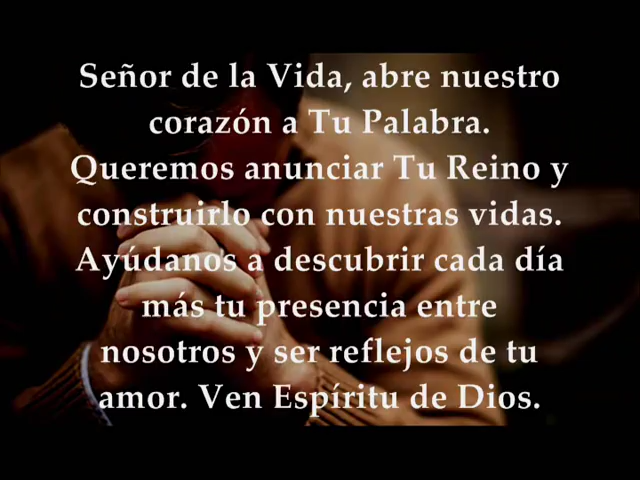 Señor de la Vida, abre nuestro
corazón a Tu Palabra.
Queremos anunciar Tu Reino y
construirlo con nuestras vidas.
Ayúdanos a descubrir cada día
más tu presencia entre
nosotros y ser reflejos de tu
amor. Ven Espíritu de Dios.